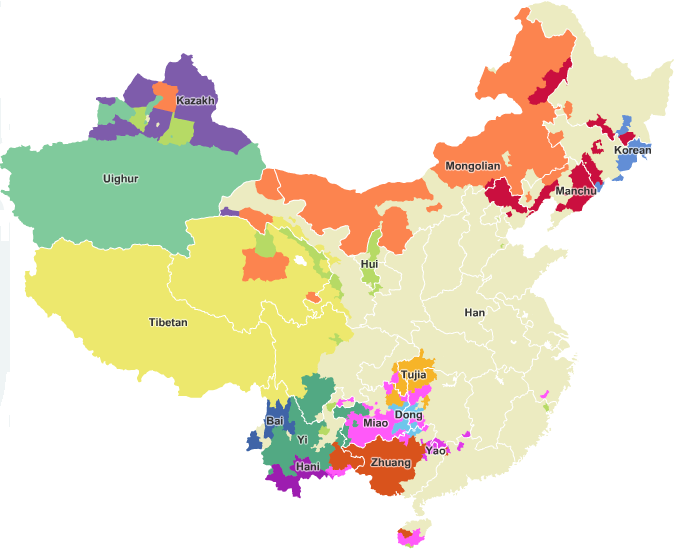 Kazakh
Korean
Mongolian
Uighur
Manchu
Hui
Han
Tibetan
Tujia
Bai
Miao
Dong
Yi
Yao
Hani
Zhuang